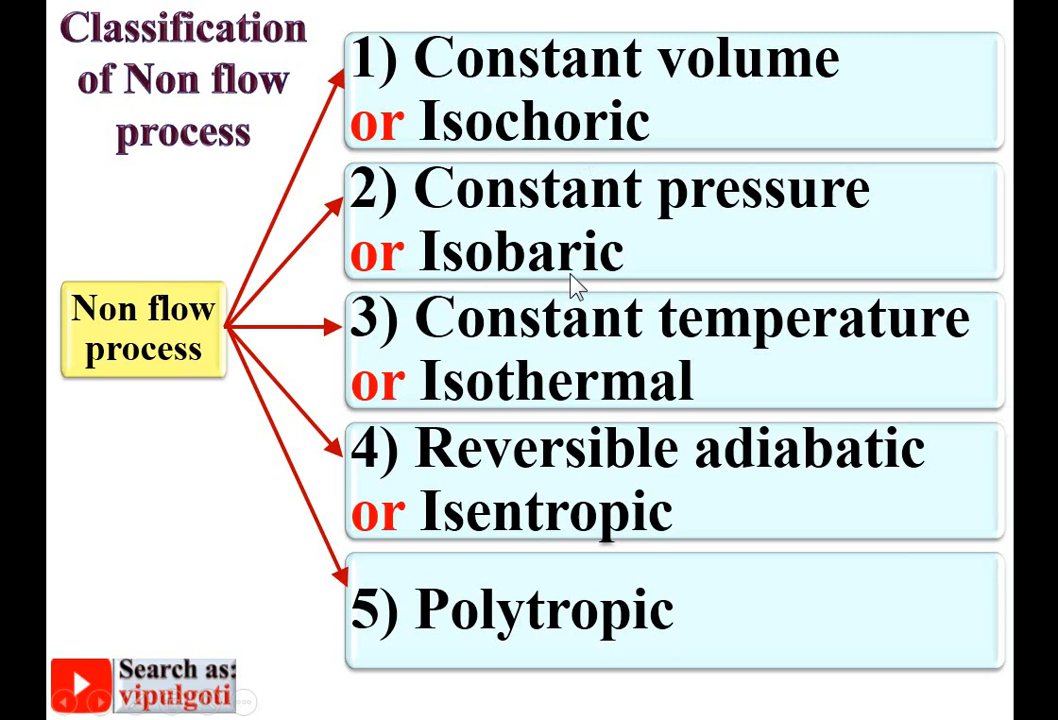 Classification
of Non flow
process
Non flow
process
1) Constant volume
or Isochoric
2) Constant pressure
or Isobaric
3) Constant temperature
or Isothermal
4) Reversible adiabatic
or Isentropic
5) Polytropic
Search as:
vipulgoti